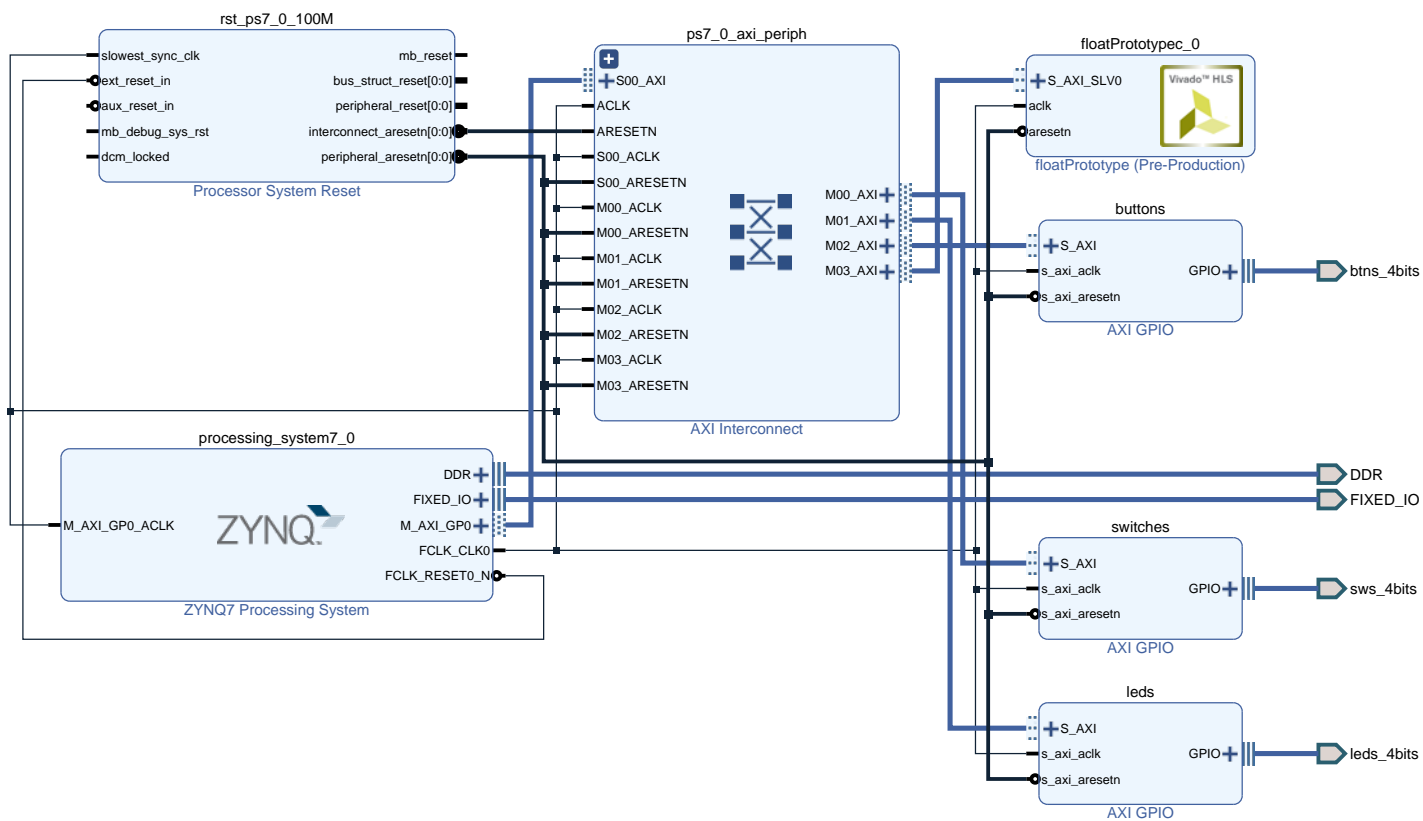 rst_ps7_0_100M
slowest_sync_clk
ext_reset_in
aux_reset_in
mb_debug_sys_rst
dcm_locked
mb_reset
bus_struct_reset[0:0]
peripheral_reset[0:0]
interconnect_aresetn[0:0]
peripheral_aresetn[0:0]
Processor System Reset
ps7_0_axi_periph
S00_AXI
ACLK
ARESETN
S00_ACLK
S00_ARESETN
M00_ACLK
M00_ARESETN
M01_ACLK
M01_ARESETN
M02_ACLK
M02_ARESETN
M03_ACLK
M03_ARESETN
M00_AXI
M01_AXI
M02_AXI
M03_AXI
AXI Interconnect
floatPrototypec_0
S_AXI_SLV0
aclk
aresetn
Vivado™ HLS
floatPrototype (Pre-Production)
buttons
S_AXI
s_axi_aclk
s_axi_aresetn
GPIO
AXI GPIO
btns_4bits
processing_system7_0
M_AXI_GP0_ACLK
ZYNQ
DDR
FIXED_IO
M_AXI_GP0
FCLK_CLK0
FCLK_RESET0_N
ZYNQ7 Processing System
DDR
FIXED_IO
switches
S_AXI
s_axi_aclk
s_axi_aresetn
GPIO
AXI GPIO
sws_4bits
leds
S_AXI
s_axi_aclk
s_axi_aresetn
GPIO
AXI GPIO
leds_4bits